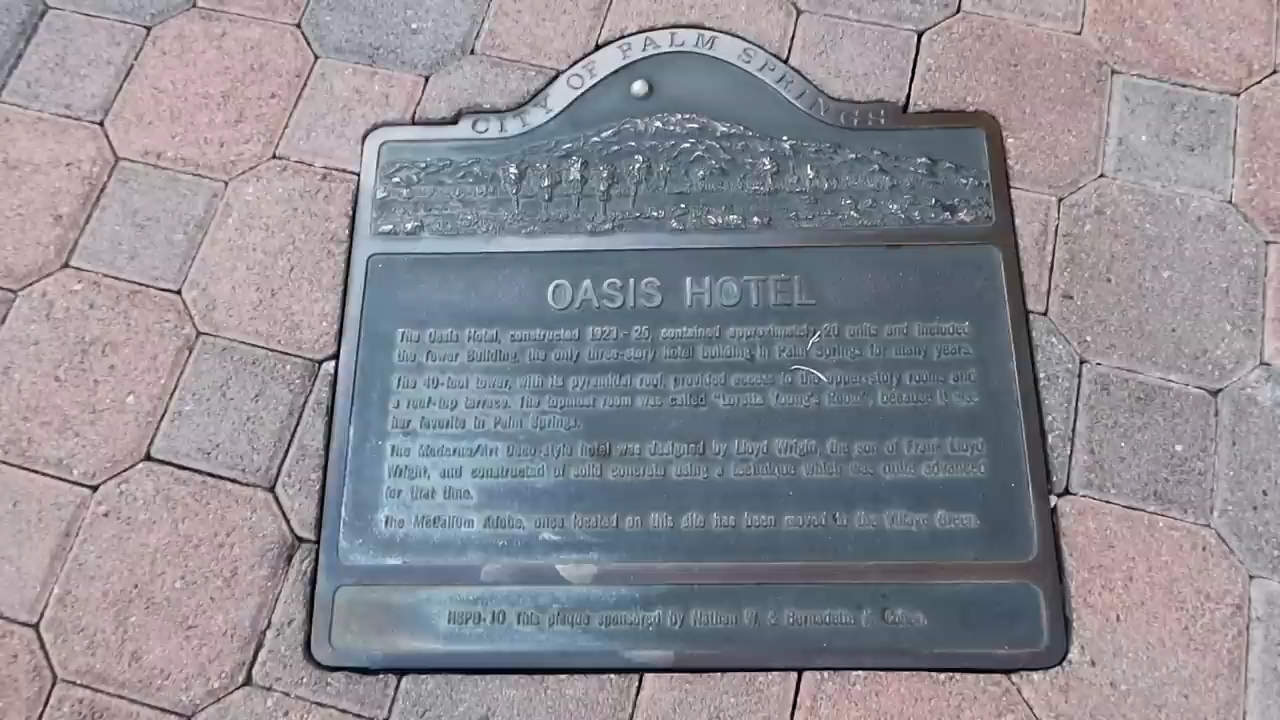 CITY OF PALM SPRINGS
OASIS HOTEL
The Oasis Hotel, constructed 1923-25, contained approximately 20 units and included
the Tower Building, the only three-story hotel building in Palm Springs for many years.
The 40-foot tower, with its pyramidal roof, provided access to the upper-story rooms and
a roof-top terrace. The topmost room was called "Loretta Young's Room", because it was
her favorite in Palm Springs.
The Moderne/Art Deco-style hotel was designed by Lloyd Wright, the son of Frank Lloyd
Wright, and constructed of solid concrete using a technique which was quite advanced
for that time.
The McCallum Adobe, once located on this site has been moved to the Village Green.
HSPB-10 This plaque sponsored by Nathan W. & Bernadette J. Cohen.